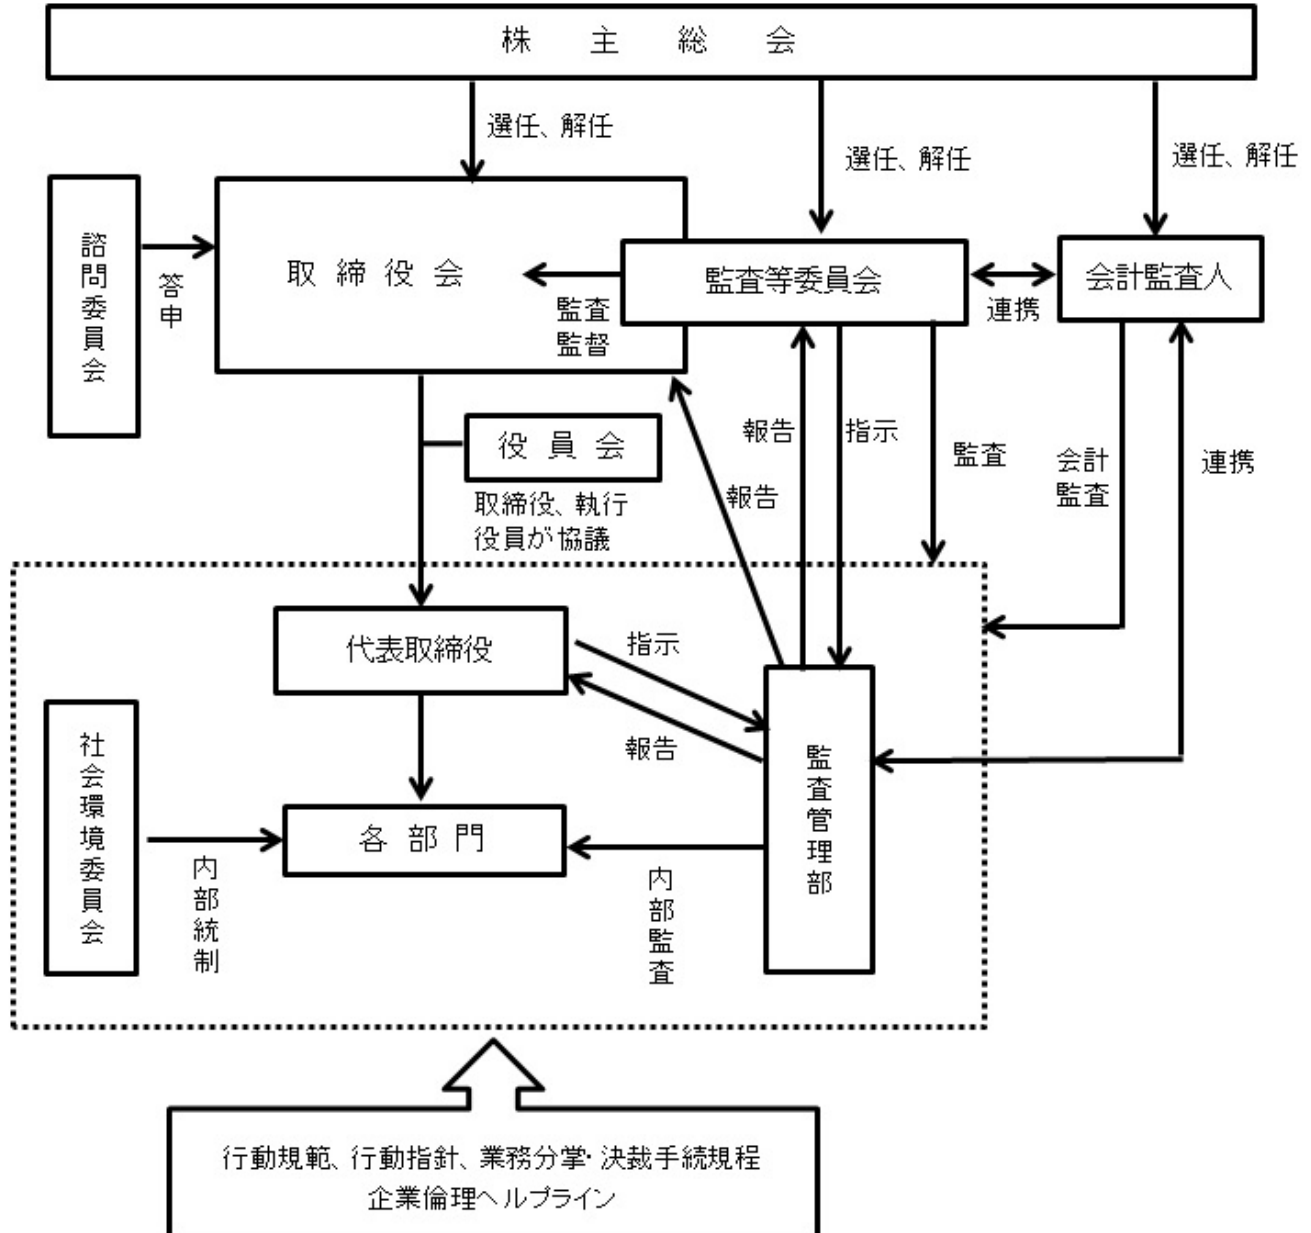 株主総会
選任、解任
選任、解任
選任、解任
諮問委員会
答申
取締役会
監査
監督
監査等委員会
連携
会計監査人
役員会
取締役、執行
役員が協議
報告
報告
指示
監査
会計
監査
連携
代表取締役
指示
報告
社会環境委員会
内部統制
各部門
内部監査
監査管理部
行動規範、行動指針、業務分掌・決裁手続規程
企業倫理ヘルプライン